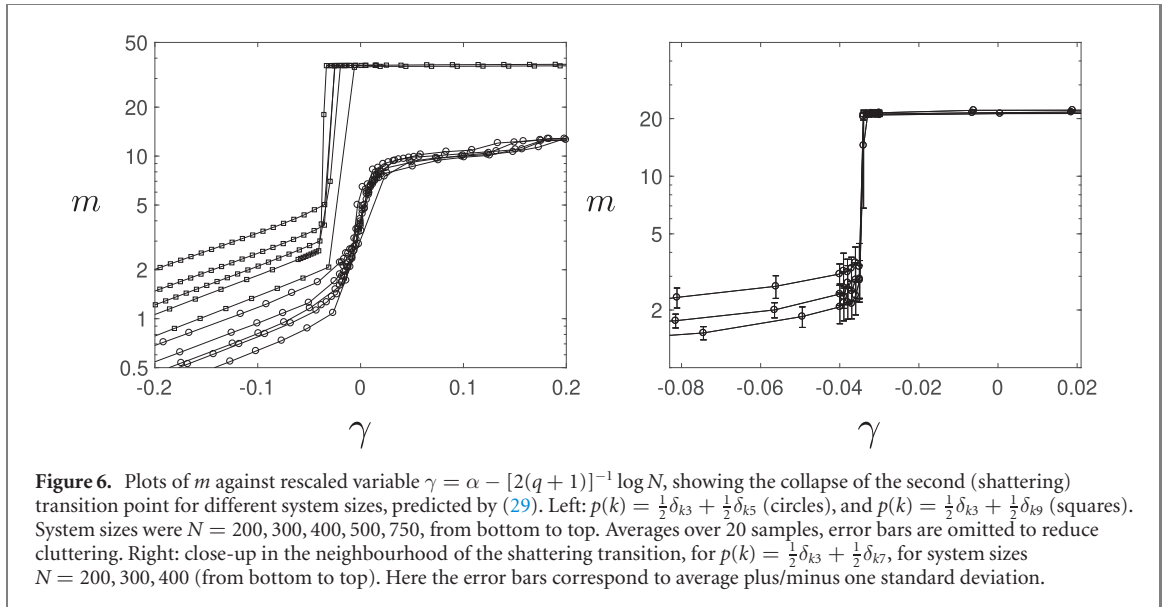 50
20
10
5
2
1
0.5
m
-0.2 -0.1 0 0.1 0.2
γ
20
10
5
2
m
-0.08 -0.06 -0.04 -0.02 0 0.02
γ
Figure 6. Plots of m against rescaled variable γ = α − [2(q + 1)]⁻¹ log N, showing the collapse of the second (shattering)
transition point for different system sizes, predicted by (29). Left: p(k) = ½δk3 + ½δk5 (circles), and p(k) = ½δk3 + ½δk9 (squares).
System sizes were N = 200, 300, 400, 500, 750, from bottom to top. Averages over 20 samples, error bars are omitted to reduce
cluttering. Right: close-up in the neighbourhood of the shattering transition, for p(k) = ½δk3 + ½δk7, for system sizes
N = 200, 300, 400 (from bottom to top). Here the error bars correspond to average plus/minus one standard deviation.